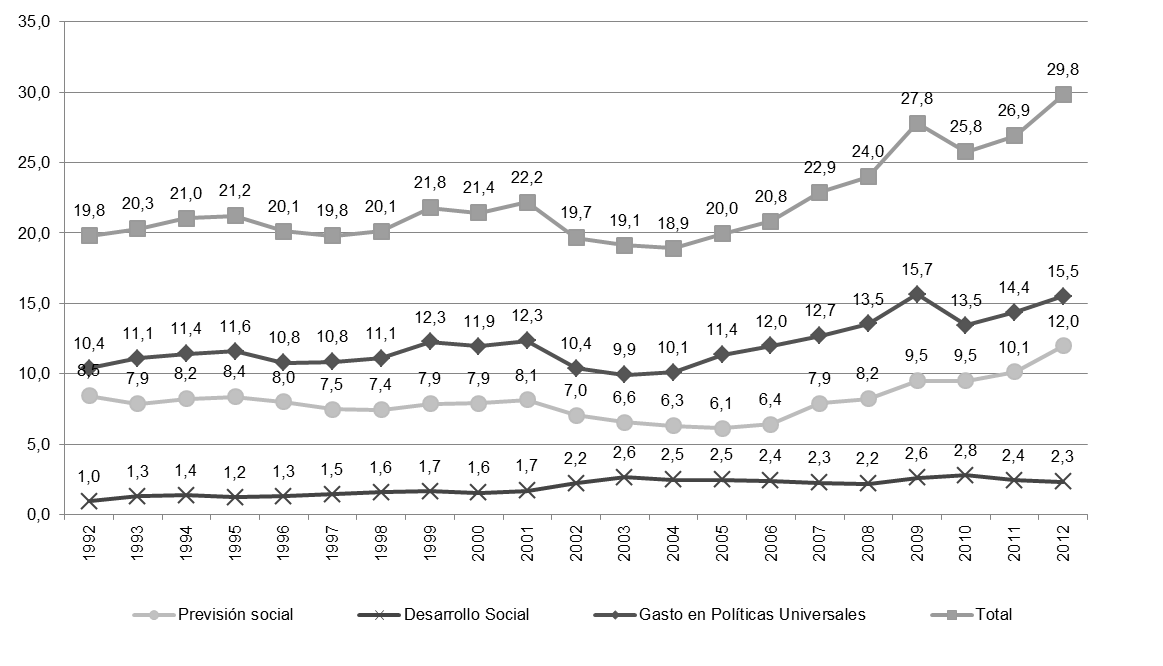 35,0
30,0
25,0
20,0
15,0
10,0
5,0
0,0
19,8 20,3 21,0 21,2 20,1 19,8 20,1 21,8 21,4 22,2 19,7 19,1 18,9 20,0 20,8 22,9 24,0 27,8 25,8 26,9 29,8
10,4 11,1 11,4 11,6 10,8 10,8 11,1 12,3 11,9 12,3 10,4 9,9 10,1 11,4 12,0 12,7 13,5 15,7 13,5 14,4 15,5
8,5 7,9 8,2 8,4 8,0 7,5 7,4 7,9 7,9 8,1 7,0 6,6 6,3 6,1 6,4 7,9 8,2 9,5 9,5 10,1 12,0
1,0 1,3 1,4 1,2 1,3 1,5 1,6 1,7 1,6 1,7 2,2 2,6 2,5 2,5 2,4 2,3 2,2 2,6 2,8 2,4 2,3
1992 1993 1994 1995 1996 1997 1998 1999 2000 2001 2002 2003 2004 2005 2006 2007 2008 2009 2010 2011 2012
Previsión social Desarrollo Social Gasto en Políticas Universales Total